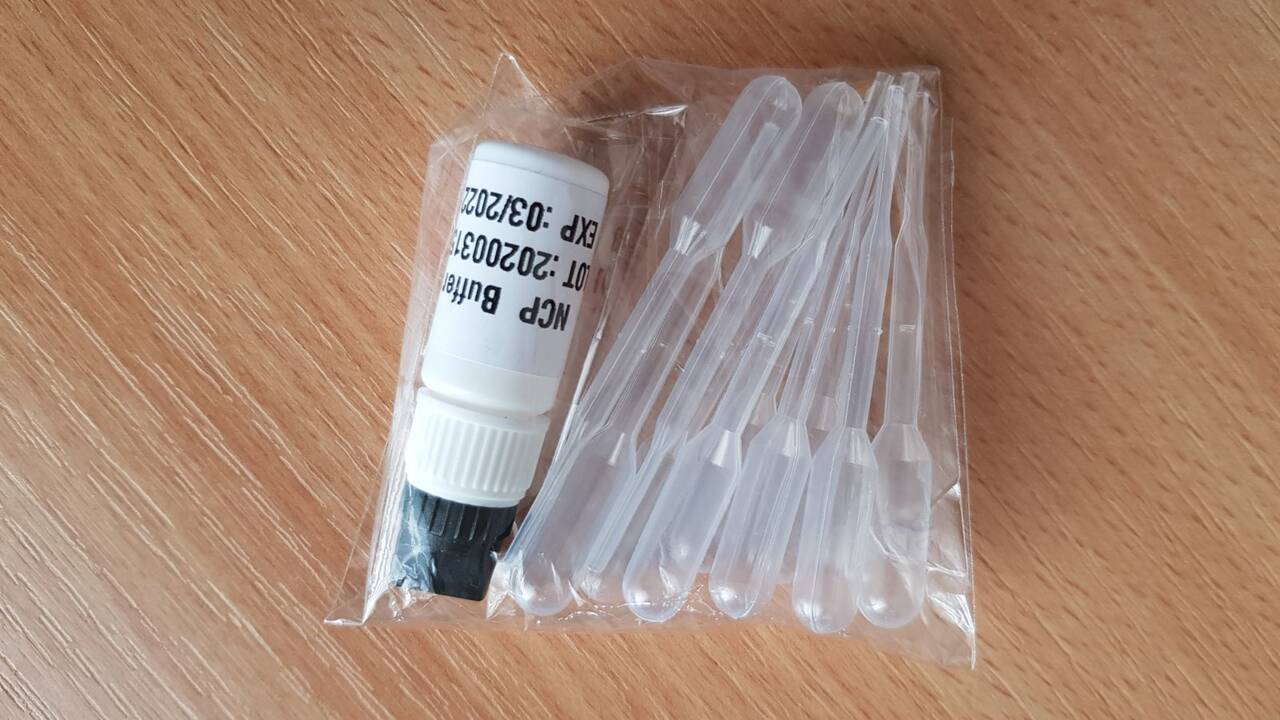 NCP Buffer
LOT :2020031
EXP :03/202